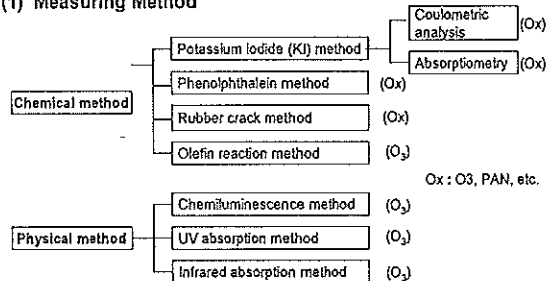 (1) Measuring Method
Coulometric
analysis
(Ox)
Potassium Iodide (KI) method
Absorptiometry
(Ox)
Phenolphthalein method
(Ox)
Chemical method
Rubber crack method
(Ox)
Olefin reaction method
(O₃)
Ox : O3, PAN, etc.
Chemiluminescence method
(O₃)
Physical method
UV absorption method
(O₃)
Infrared absorption method
(O₃)